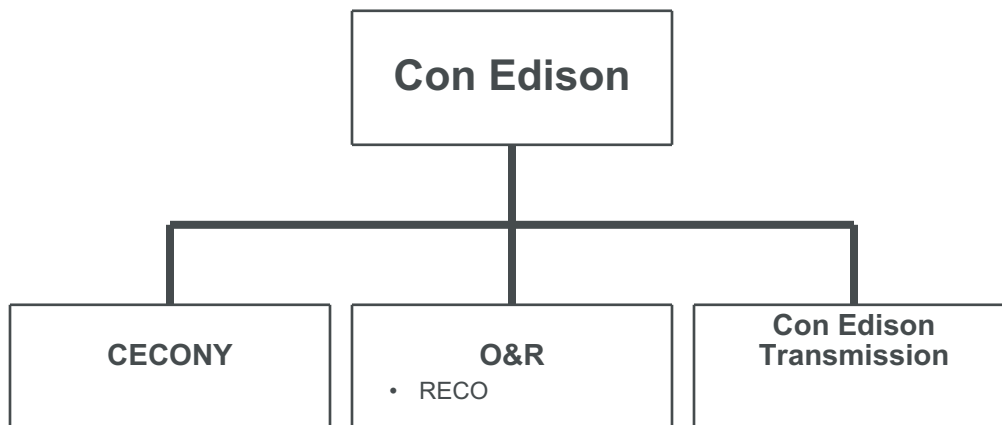 Con Edison
CECONY
O&R
• RECO
Con Edison
Transmission